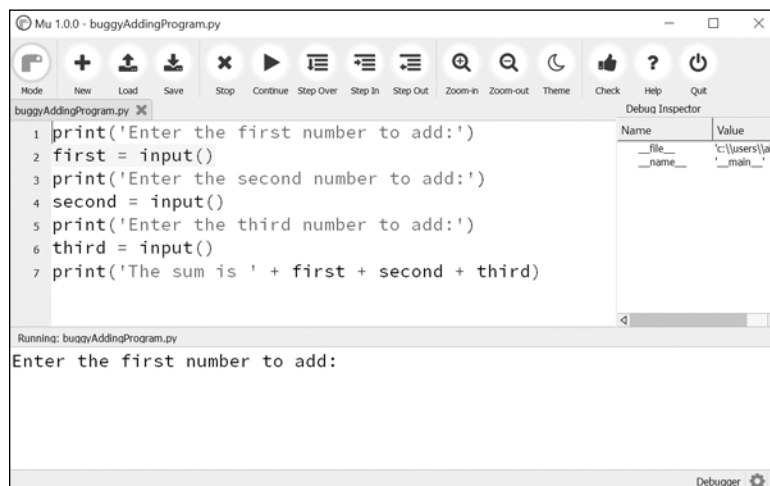 Mu 1.0.0 - buggyAddingProgram.py
Mode New Load Save Stop Continue Step Over Step In Step Out Zoom-in Zoom-out Theme Check Help Quit
buggyAddingProgram.py
Debug Inspector
Name Value
__file__ 'c:\\users\\a
__name__ '__main__'
1 print('Enter the first number to add:')
2 first = input()
3 print('Enter the second number to add:')
4 second = input()
5 print('Enter the third number to add:')
6 third = input()
7 print('The sum is ' + first + second + third)
Running: buggyAddingProgram.py
Enter the first number to add:
Debugger